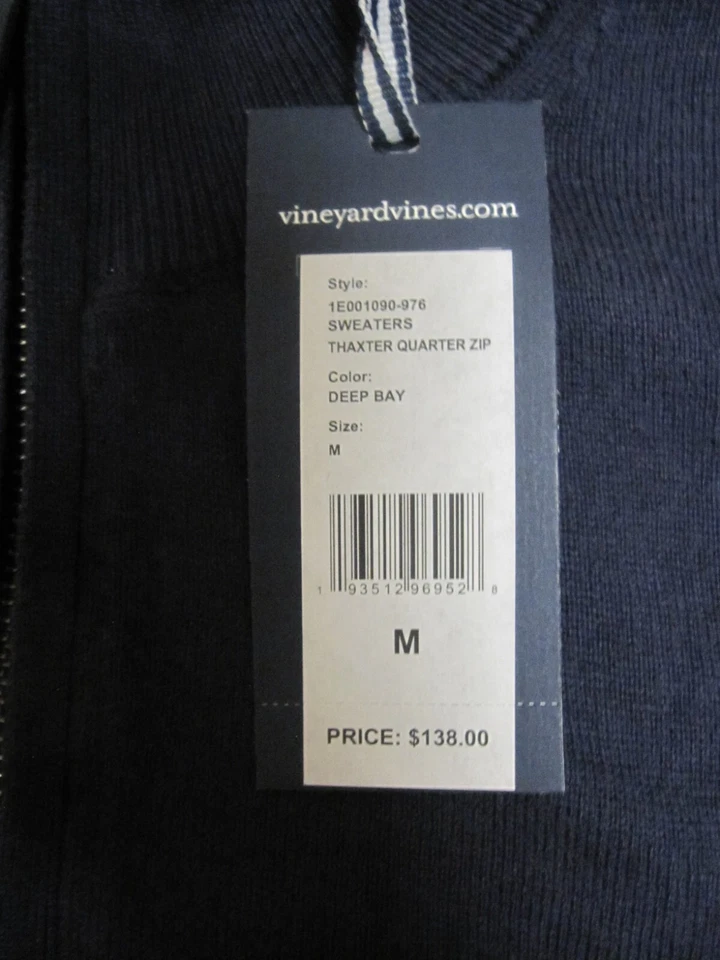 vineyardvines.com
Style:
1E001090-976
SWEATERS
THAXTER QUARTER ZIP
Color:
DEEP BAY
Size:
M
1 93512 96952 8
M
PRICE: $138.00